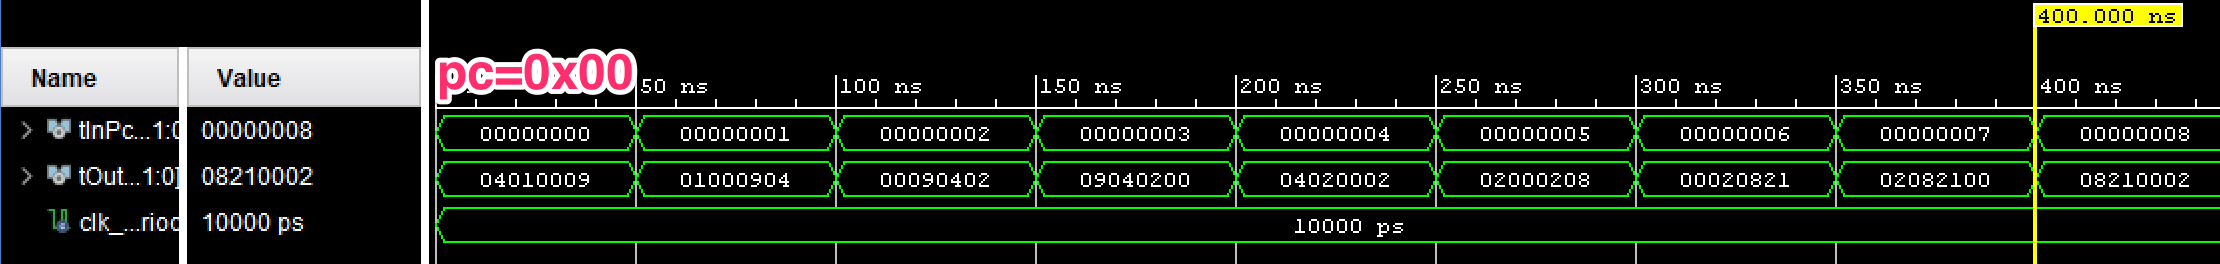 400.000 ns
Name Value
pc=0x00
50 ns 100 ns 150 ns 200 ns 250 ns 300 ns 350 ns 400 ns
tInPc...1:0 00000008 00000000 00000001 00000002 00000003 00000004 00000005 00000006 00000007 00000008
tOut...1:0] 08210002 04010009 01000904 00090402 09040200 04020002 02000208 00020821 02082100 08210002
clk_...rioc 10000 ps 10000 ps